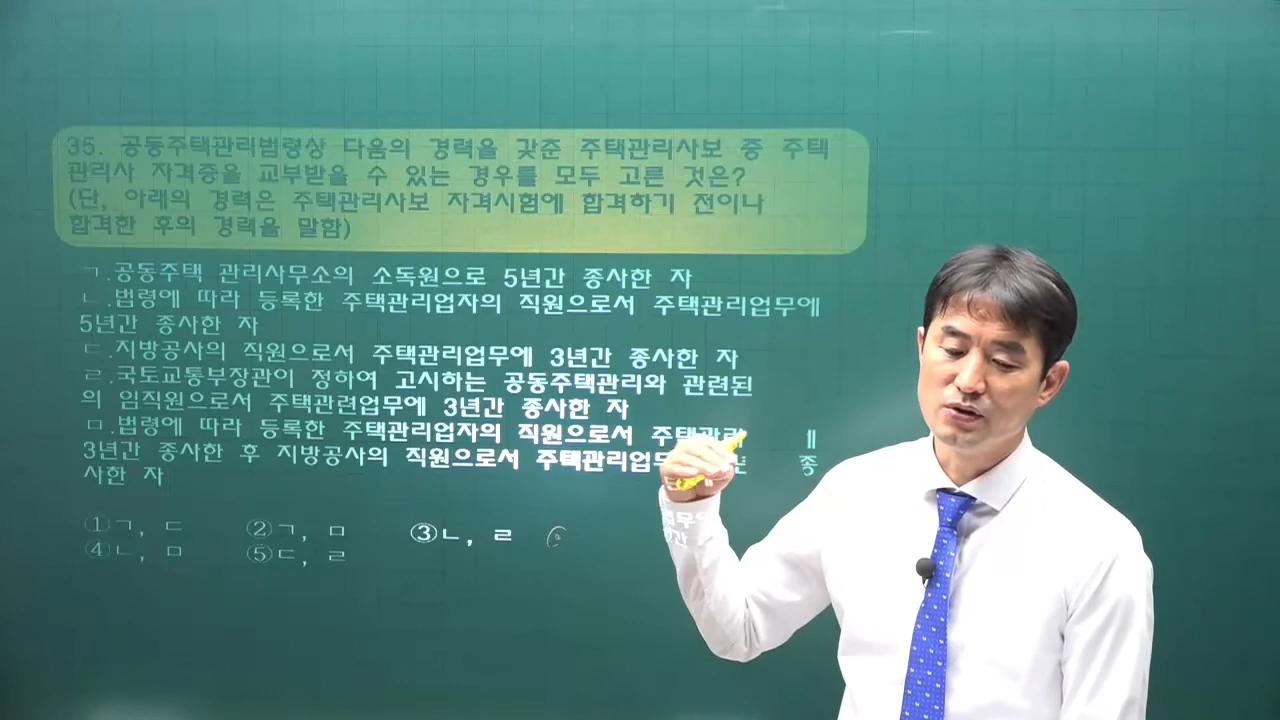 35. 공동주택관리법령상 다음의 경력을 갖춘 주택관리사보 중 주택
관리사 자격증을 교부받을 수 있는 경우를 모두 고른 것은?
(단, 아래의 경력은 주택관리사보 자격시험에 합격하기 전이나
합격한 후의 경력을 말함)
ㄱ.공동주택 관리사무소의 소독원으로 5년간 종사한 자
ㄴ.법령에 따라 등록한 주택관리업자의 직원으로서 주택관리업무에
5년간 종사한 자
ㄷ.지방공사의 직원으로서 주택관리업무에 3년간 종사한 자
ㄹ.국토교통부장관이 정하여 고시하는 공동주택관리와 관련된
의 임직원으로서 주택관련업무에 3년간 종사한 자
ㅁ.법령에 따라 등록한 주택관리업자의 직원으로서
3년간 종사한 후 지방공사의 직원으로서 종
사한 자
①ㄱ, ㄷ ②ㄱ, ㅁ ③ㄴ, ㄹ
④ㄴ, ㅁ ⑤ㄷ, ㄹ